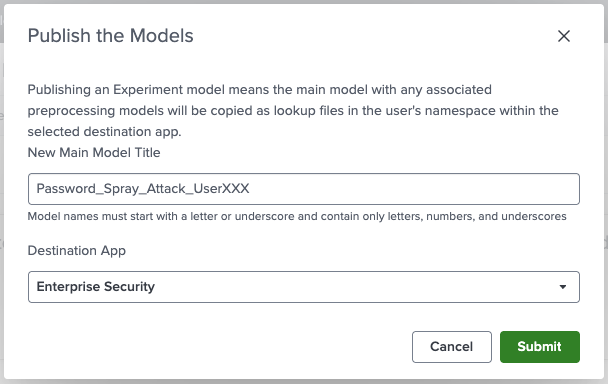 Publish the Models
Publishing an Experiment model means the main model with any associated
preprocessing models will be copied as lookup files in the user's namespace within the
selected destination app.
New Main Model Title
Password_Spray_Attack_UserXXX
Model names must start with a letter or underscore and contain only letters, numbers, and underscores
Destination App
Enterprise Security
Cancel Submit